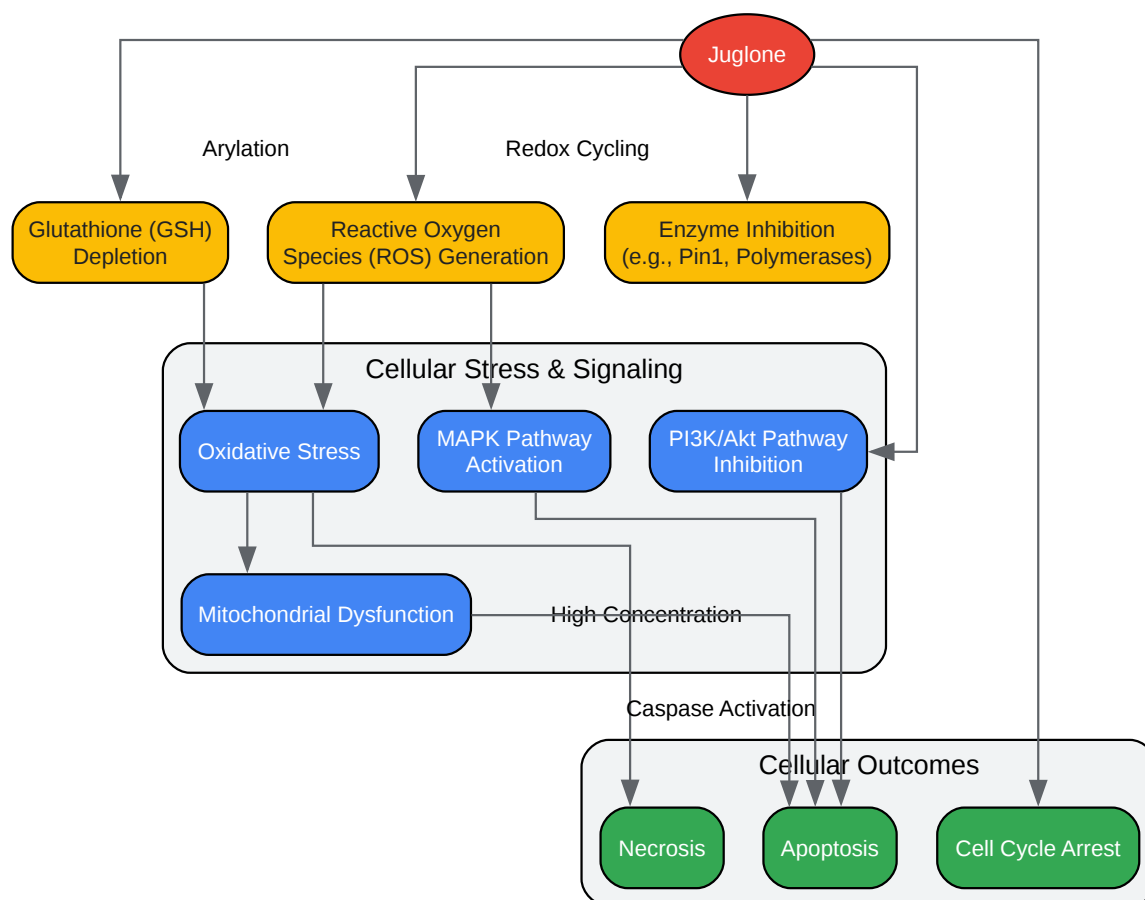 Juglone
Arylation
Redox Cycling
Glutathione (GSH)
Depletion
Reactive Oxygen
Species (ROS) Generation
Enzyme Inhibition
(e.g., Pin1, Polymerases)
Cellular Stress & Signaling
Oxidative Stress
MAPK Pathway
Activation
PI3K/Akt Pathway
Inhibition
Mitochondrial Dysfunction
High Concentration
Caspase Activation
Cellular Outcomes
Necrosis
Apoptosis
Cell Cycle Arrest